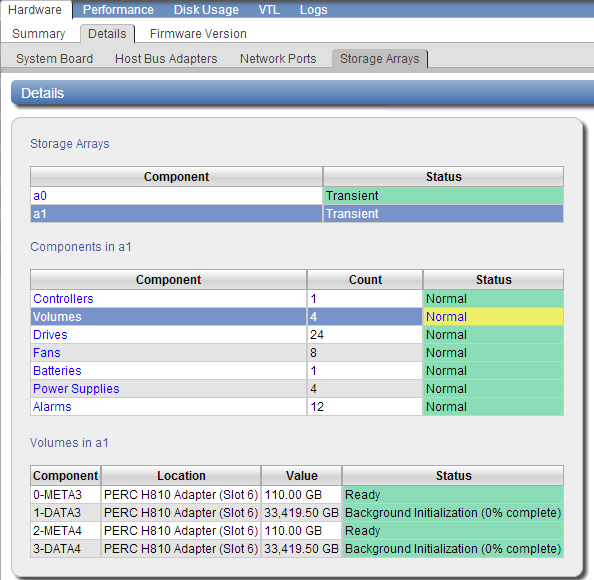 Hardware Performance Disk Usage VTL Logs
Summary Details Firmware Version
System Board Host Bus Adapters Network Ports Storage Arrays
Details
Storage Arrays
Component Status
a0 Transient
a1 Transient
Components in a1
Component Count Status
Controllers 1 Normal
Volumes 4 Normal
Drives 24 Normal
Fans 8 Normal
Batteries 1 Normal
Power Supplies 4 Normal
Alarms 12 Normal
Volumes in a1
Component Location Value Status
0-META3 PERC H810 Adapter (Slot 6) 110.00 GB Ready
1-DATA3 PERC H810 Adapter (Slot 6) 33,419.50 GB Background Initialization (0% complete)
2-META4 PERC H810 Adapter (Slot 6) 110.00 GB Ready
3-DATA4 PERC H810 Adapter (Slot 6) 33,419.50 GB Background Initialization (0% complete)